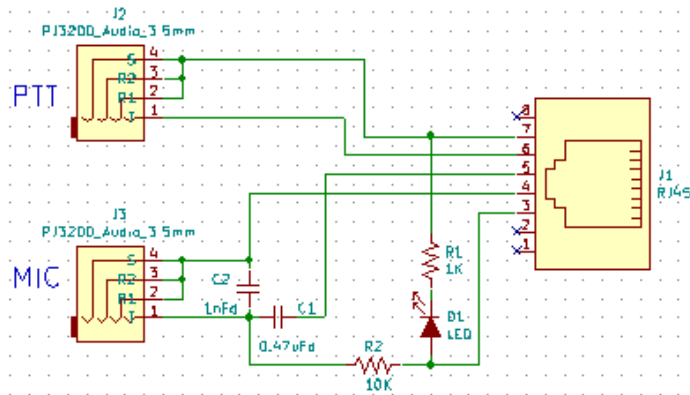 J2
PJ320D_Audio_3 5mm
S 4
R2 3
R1 2
T 1
PTT
8
7
6
5
4
3
2
1
J1
RJ45
J3
PJ320D_Audio_3 5mm
S 4
R2 3
R1 2
T 1
MIC
C2
1nFd
C1
0.47uFd
R1
1K
D1
LED
R2
10K